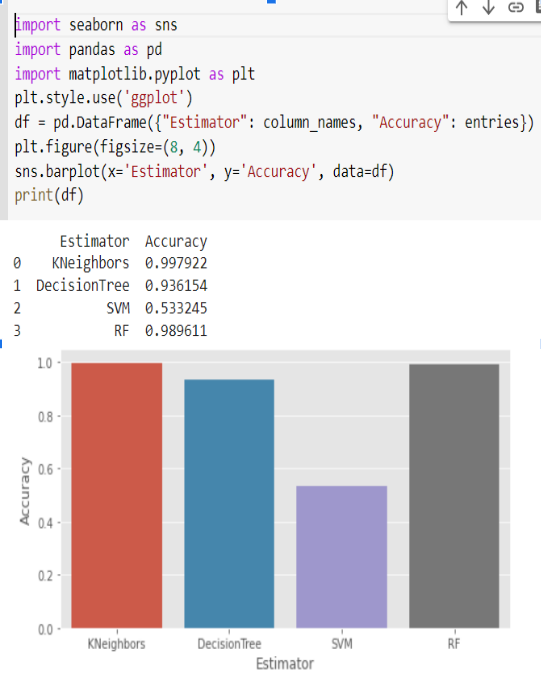 import seaborn as sns
import pandas as pd
import matplotlib.pyplot as plt
plt.style.use('ggplot')
df = pd.DataFrame({"Estimator": column_names, "Accuracy": entries})
plt.figure(figsize=(8, 4))
sns.barplot(x='Estimator', y='Accuracy', data=df)
print(df)
Estimator Accuracy
0 KNeighbors 0.997922
1 DecisionTree 0.936154
2 SVM 0.533245
3 RF 0.989611
1.0
0.8
0.6
0.4
0.2
0.0
Accuracy
KNeighbors DecisionTree SVM RF
Estimator